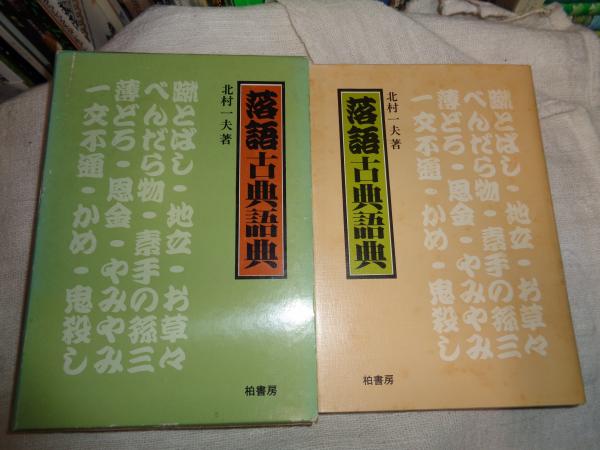 落語古典語典
北村一夫著
蹴とばし-地立-お草々
べんだら物-素手の孫三
薄どろ-恩金-やみやみ
一文不通-かめ-鬼殺し
柏書房
落語古典語典
北村一夫著
蹴とばし-地立-お草々
べんだら物-素手の孫三
薄どろ-恩金-やみやみ
一文不通-かめ-鬼殺し
柏書房